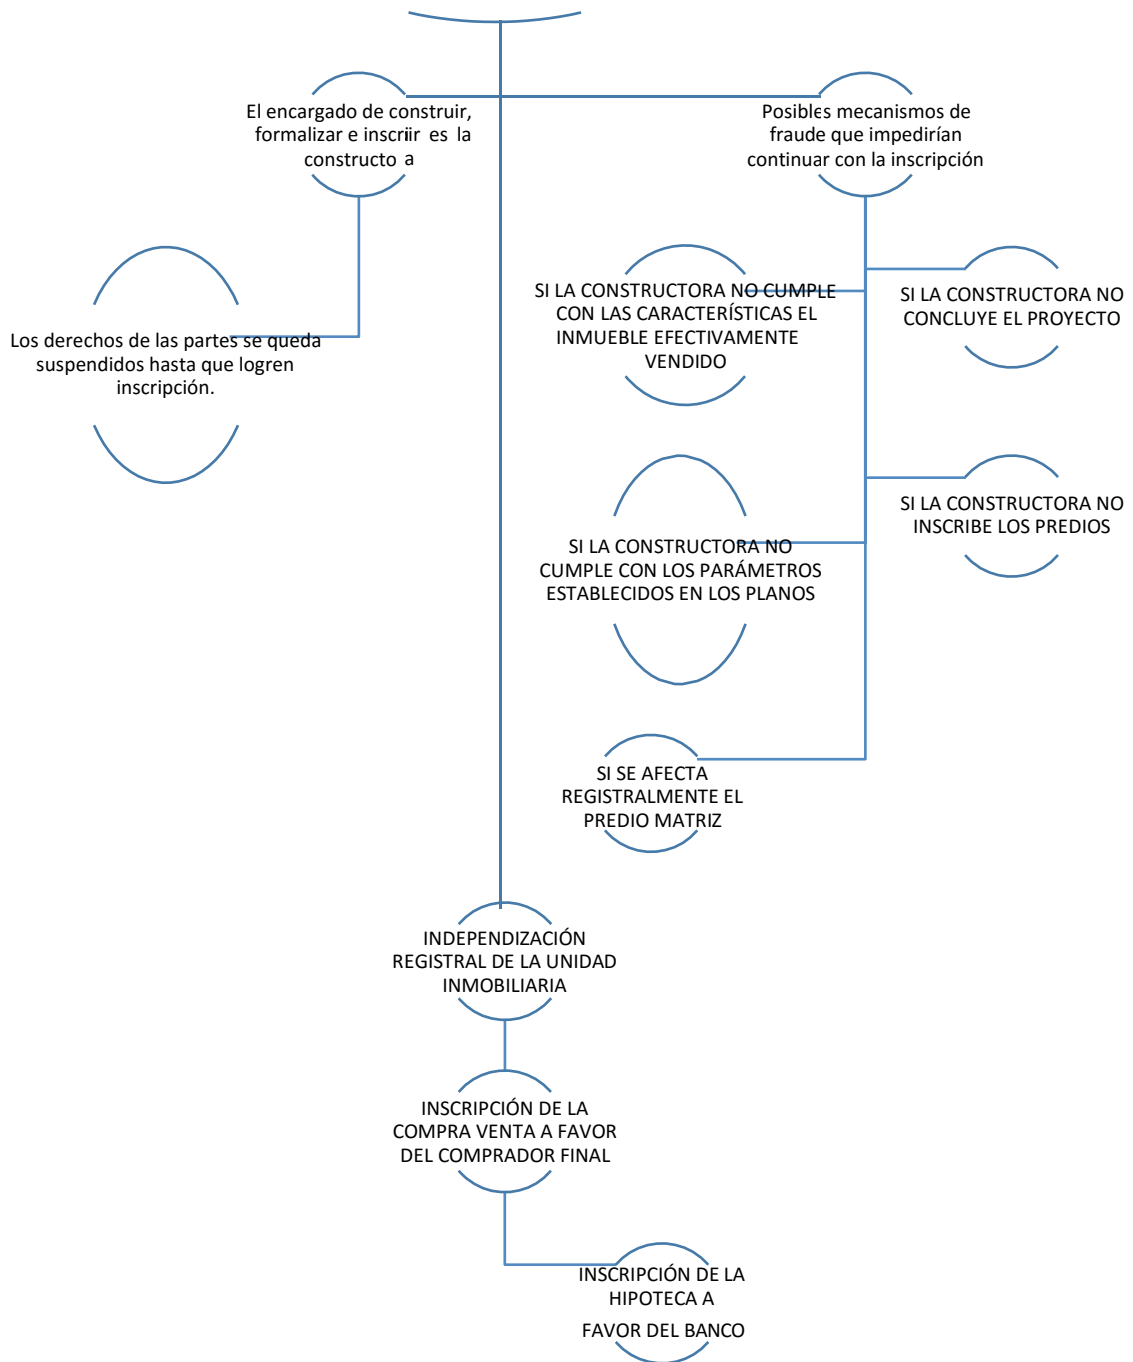 El encargado de construir,
formalizar e inscriir es la
constructo a
Posibles mecanismos de
fraude que impedirían
continuar con la inscripción
Los derechos de las partes se queda
suspendidos hasta que logren
inscripción.
SI LA CONSTRUCTORA NO CUMPLE
CON LAS CARACTERÍSTICAS EL
INMUEBLE EFECTIVAMENTE
VENDIDO
SI LA CONSTRUCTORA NO
CONCLUYE EL PROYECTO
SI LA CONSTRUCTORA NO
CUMPLE CON LOS PARÁMETROS
ESTABLECIDOS EN LOS PLANOS
SI LA CONSTRUCTORA NO
INSCRIBE LOS PREDIOS
SI SE AFECTA
REGISTRALMENTE EL
PREDIO MATRIZ
INDEPENDIZACIÓN
REGISTRAL DE LA UNIDAD
INMOBILIARIA
INSCRIPCIÓN DE LA
COMPRA VENTA A FAVOR
DEL COMPRADOR FINAL
INSCRIPCIÓN DE LA
HIPOTECA A
FAVOR DEL BANCO